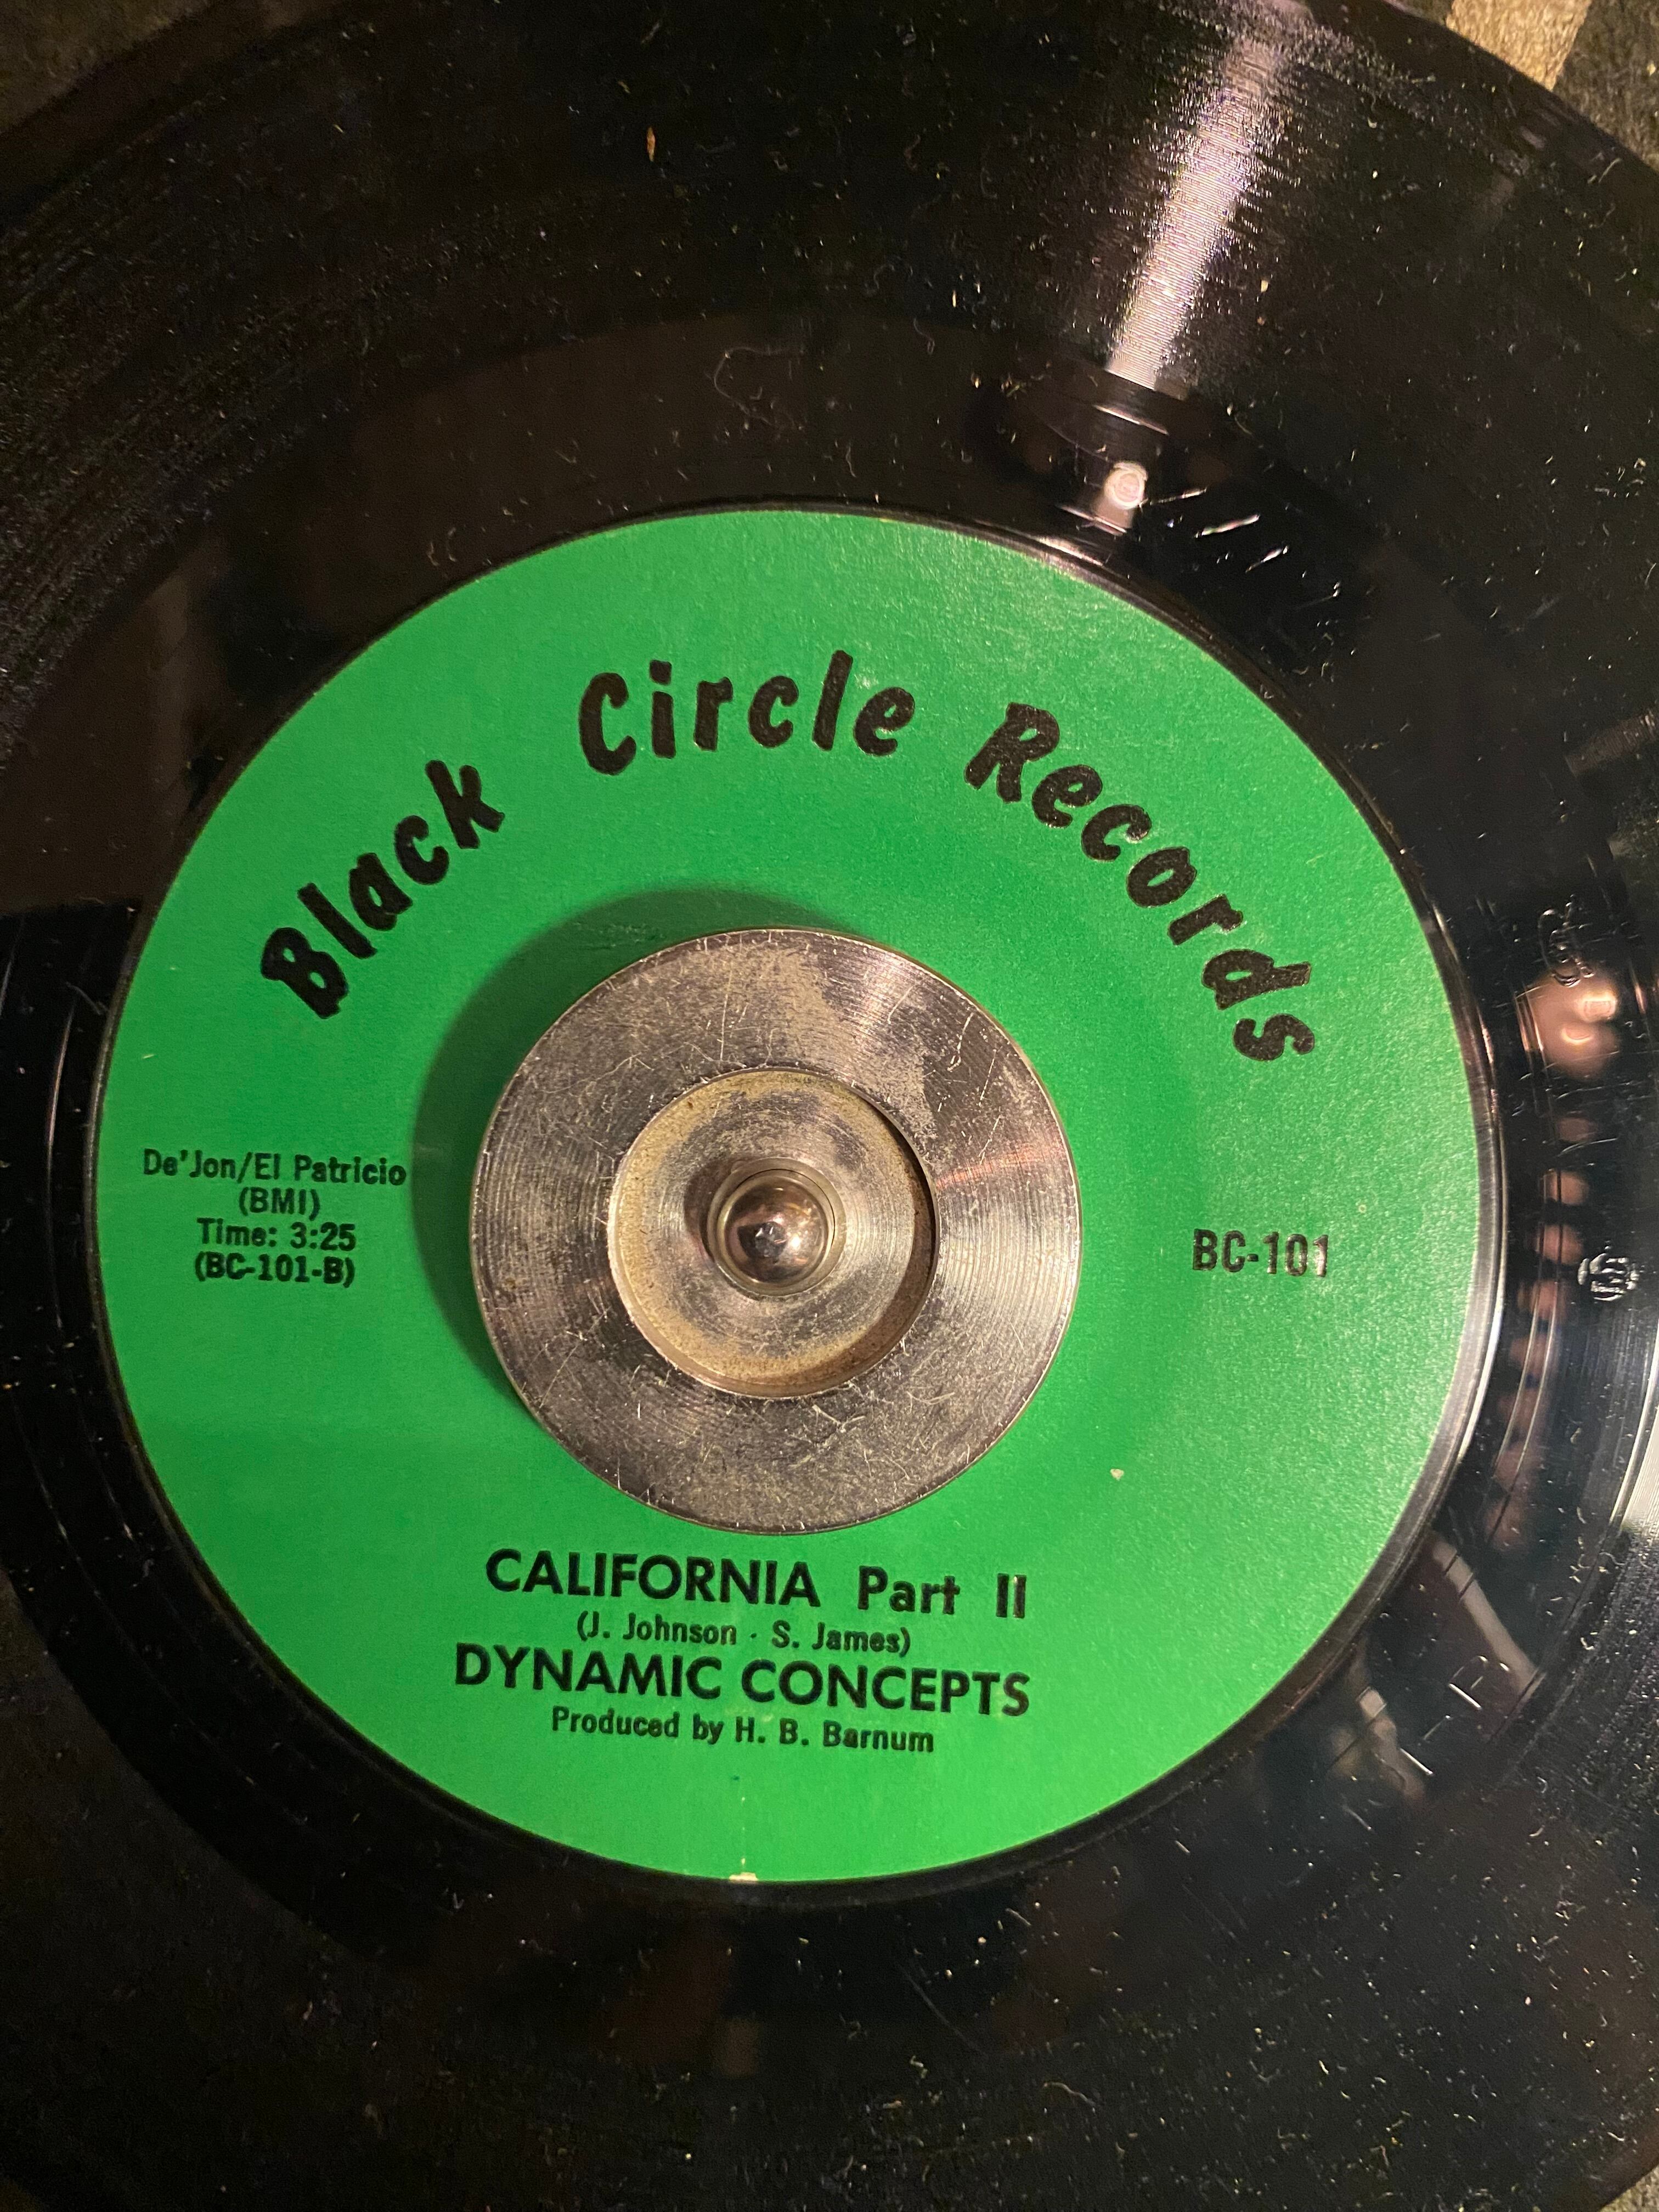 Black Circle Records
De'Jon/El Patricio
(BMI)
Time: 3:25
(BC-101-B)
BC-101
CALIFORNIA Part II
(J. Johnson - S. James)
DYNAMIC CONCEPTS
Produced by H. B. Barnum